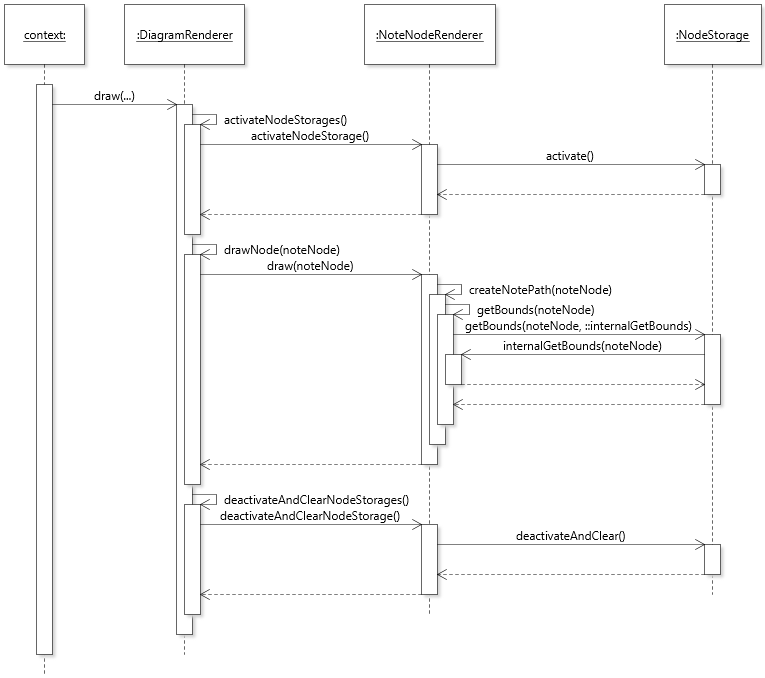 context:
:DiagramRenderer
:NoteNodeRenderer
:NodeStorage
draw(...)
activateNodeStorages()
activateNodeStorage()
activate()
drawNode(noteNode)
draw(noteNode)
createNotePath(noteNode)
getBounds(noteNode)
getBounds(noteNode, ::internalGetBounds)
internalGetBounds(noteNode)
deactivateAndClearNodeStorages()
deactivateAndClearNodeStorage()
deactivateAndClear()